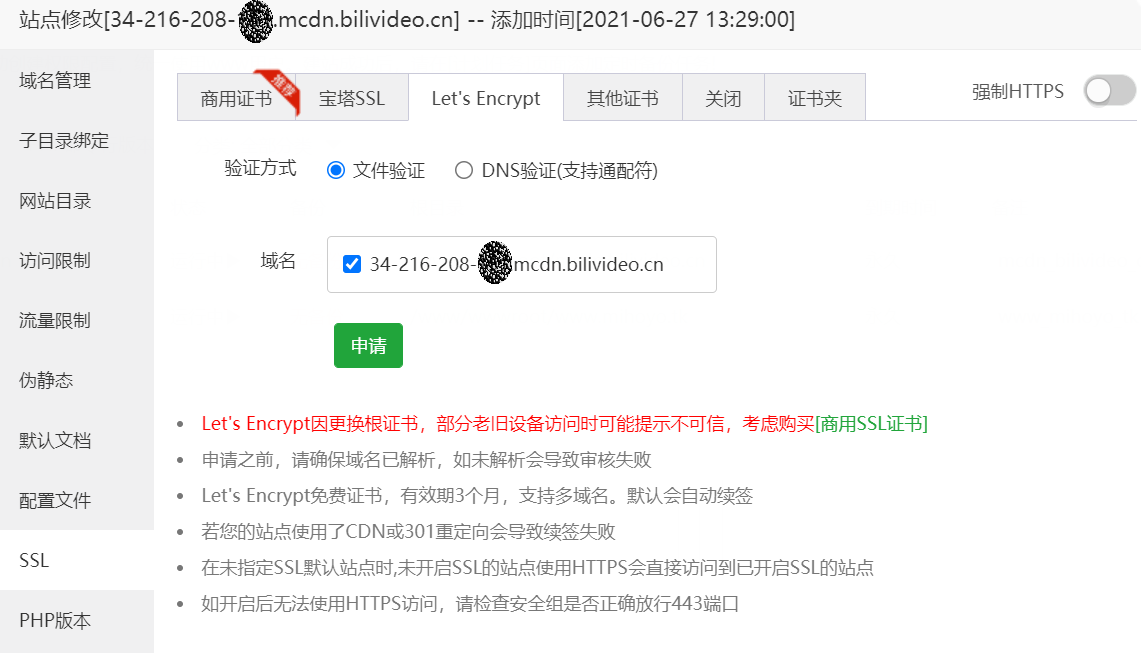 站点修改[34-216-208- .mcdn.bilivideo.cn] -- 添加时间[2021-06-27 13:29:00]
域名管理
子目录绑定
网站目录
访问限制
流量限制
伪静态
默认文档
配置文件
SSL
PHP版本
商用证书 推荐 宝塔SSL Let's Encrypt 其他证书 关闭 证书夹 强制HTTPS
验证方式 文件验证 DNS验证(支持通配符)
域名 34-216-208- mcdn.bilivideo.cn
申请
Let's Encrypt因更换根证书，部分老旧设备访问时可能提示不可信，考虑购买[商用SSL证书]
申请之前，请确保域名已解析，如未解析会导致审核失败
Let's Encrypt免费证书，有效期3个月，支持多域名。默认会自动续签
若您的站点使用了CDN或301重定向会导致续签失败
在未指定SSL默认站点时,未开启SSL的站点使用HTTPS会直接访问到已开启SSL的站点
如开启后无法使用HTTPS访问，请检查安全组是否正确放行443端口